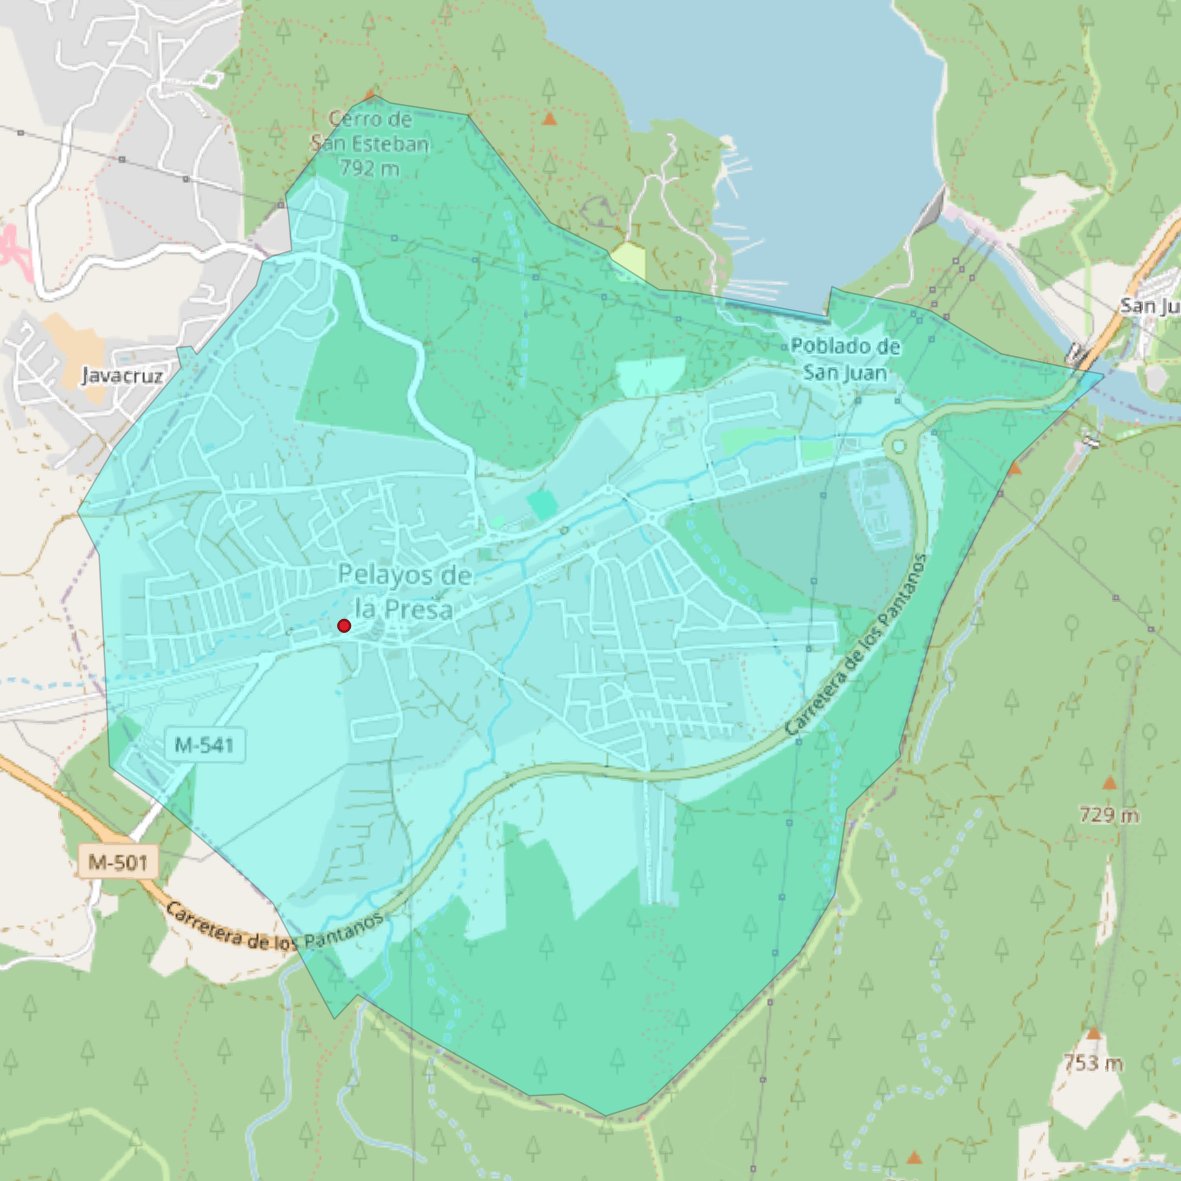 Cerro de
San Esteban
792 m
San Ju
Poblado de
San Juan
Javacruz
Pelayos de
la Presa
Carretera de los Pantanos
M-541
729 m
M-501
Carretera de los Pantanos
753 m